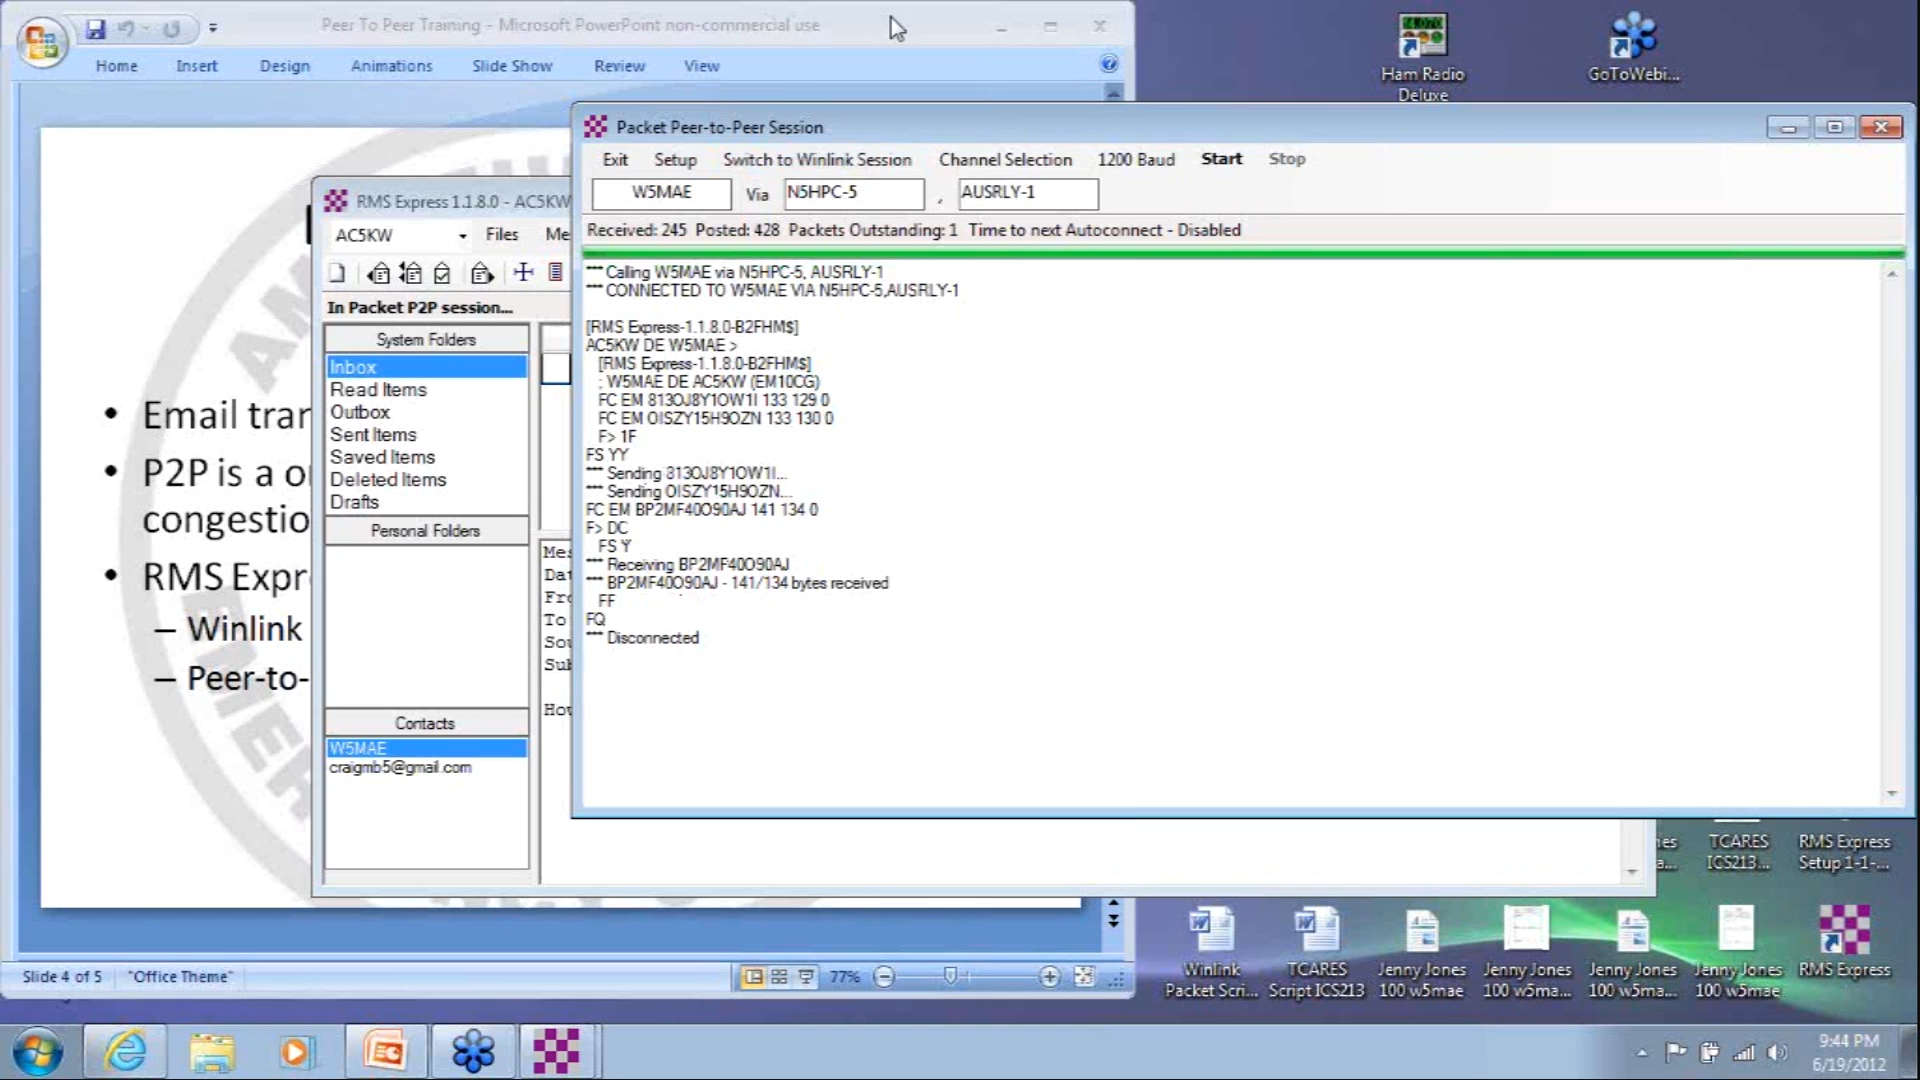 Peer To Peer Training - Microsoft PowerPoint non-commercial use
Home Insert Design Animations Slide Show Review View
Ham Radio
Deluxe
GoToWebi...
Packet Peer-to-Peer Session
Exit Setup Switch to Winlink Session Channel Selection 1200 Baud Start Stop
W5MAE Via N5HPC-5 , AUSRLY-1
Received: 245 Posted: 428 Packets Outstanding: 1 Time to next Autoconnect - Disabled
*** Calling W5MAE via N5HPC-5, AUSRLY-1
*** CONNECTED TO W5MAE VIA N5HPC-5,AUSRLY-1
[RMS Express-1.1.8.0-B2FHM$]
AC5KW DE W5MAE >
[RMS Express-1.1.8.0-B2FHM$]
; W5MAE DE AC5KW (EM10CG)
FC EM 813OJ8Y1OW1I 133 129 0
FC EM OISZY15H9OZN 133 130 0
F> 1F
FS YY
*** Sending 813OJ8Y1OW1I...
*** Sending OISZY15H9OZN...
FC EM BP2MF40O90AJ 141 134 0
F> DC
FS Y
*** Receiving BP2MF40O90AJ
*** BP2MF40O90AJ - 141/134 bytes received
FF
FQ
*** Disconnected
RMS Express 1.1.8.0 - AC5KW
AC5KW Files Me
In Packet P2P session...
System Folders
Inbox
Read Items
Outbox
Sent Items
Saved Items
Deleted Items
Drafts
Personal Folders
Contacts
W5MAE
craigmb5@gmail.com
Mes
Dat
Fro
To
Sou
Sub
How
• Email tran
• P2P is a o
congestio
• RMS Expr
– Winlink
– Peer-to-
Slide 4 of 5 "Office Theme" 77%
TCARES
ICS213...
RMS Express
Setup 1-1-...
Winlink
Packet Scri...
TCARES
Script ICS213
Jenny Jones
100 w5mae
Jenny Jones
100 w5ma...
Jenny Jones
100 w5ma...
Jenny Jones
100 w5mae
RMS Express
9:44 PM
6/19/2012